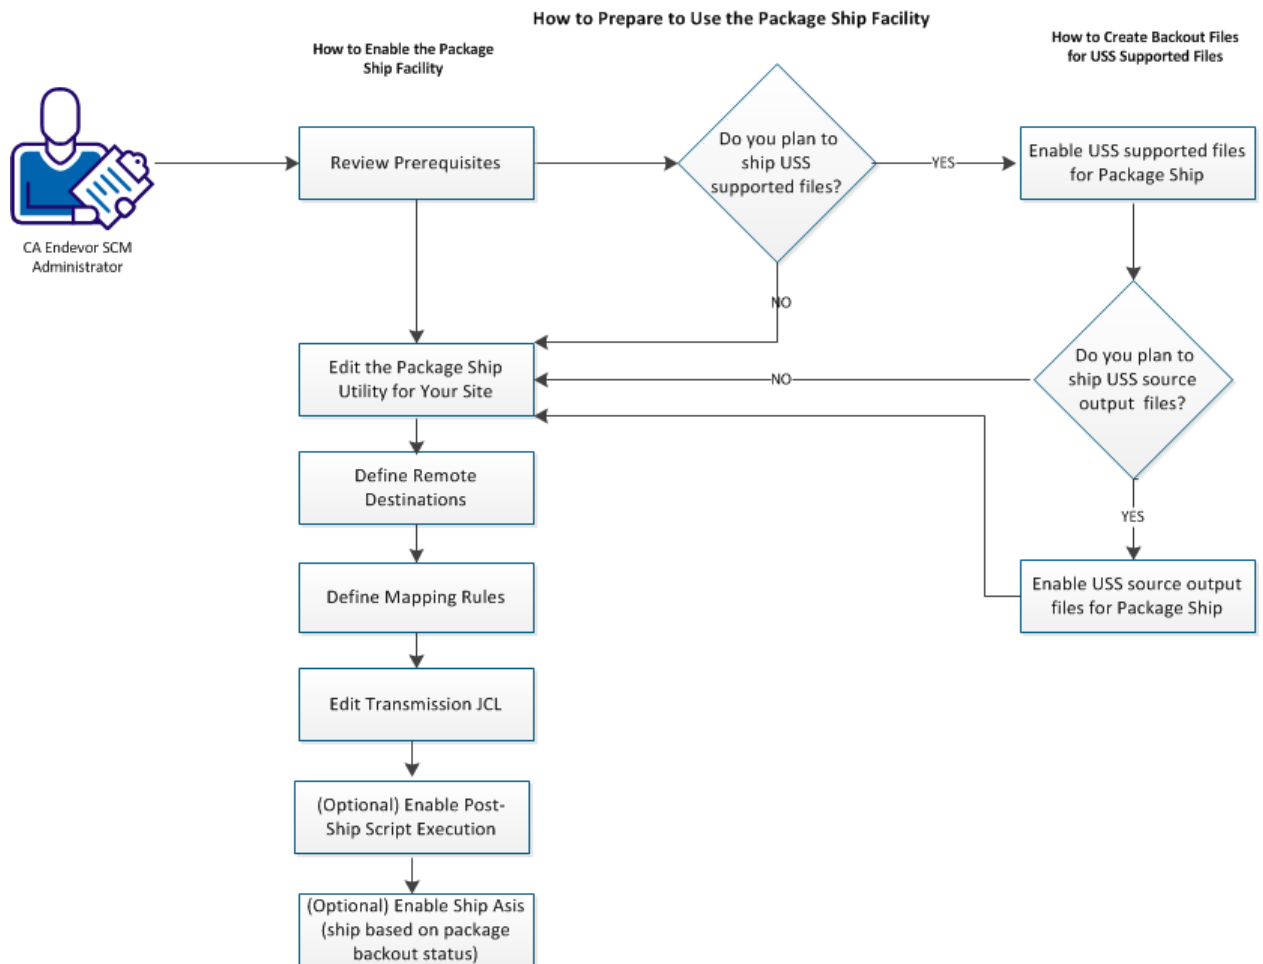 How to Prepare to Use the Package Ship Facility
How to Enable the Package
Ship Facility
How to Create Backout Files
for USS Supported Files
CA Endevor SCM
Administrator
Review Prerequisites
Do you plan to
ship USS
supported files?
YES
Enable USS supported files
for Package Ship
NO
Edit the Package Ship
Utility for Your Site
NO
Do you plan to
ship USS source
output files?
YES
Enable USS source output
files for Package Ship
Define Remote
Destinations
Define Mapping Rules
Edit Transmission JCL
(Optional) Enable Post-
Ship Script Execution
(Optional) Enable Ship Asis
(ship based on package
backout status)